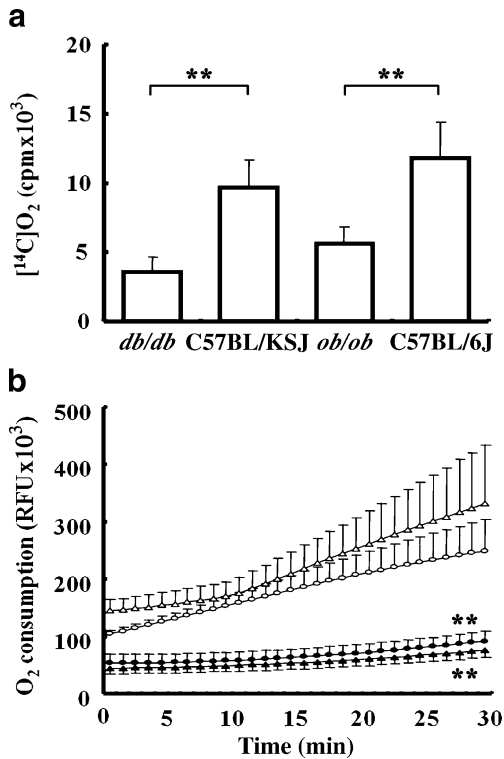 a
[¹⁴C]O₂ (cpmx10³)
20
15
10
5
0
**
**
db/db C57BL/KSJ ob/ob C57BL/6J
b
O₂ consumption (RFUx10³)
500
400
300
200
100
0
**
**
0 5 10 15 20 25 30
Time (min)